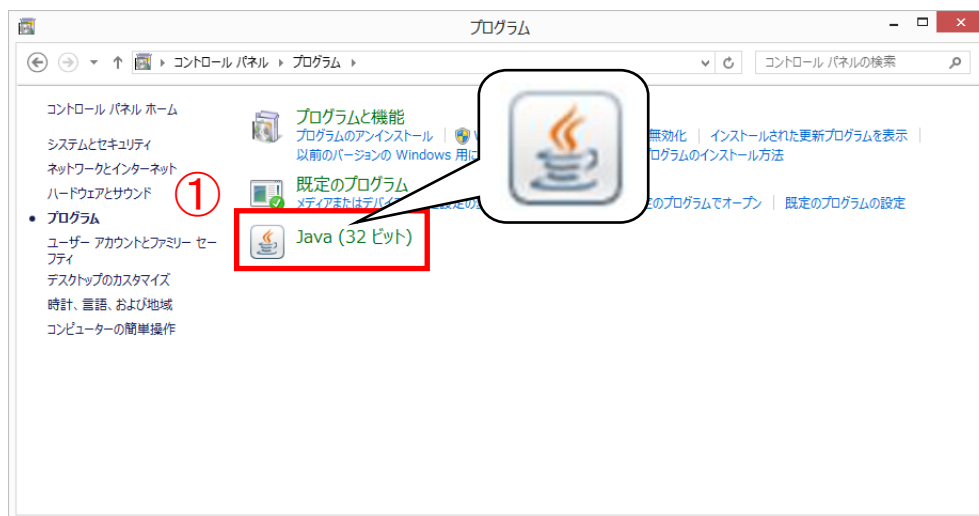 プログラム
コントロール パネル ▸ プログラム ▸
コントロール パネルの検索
コントロール パネル ホーム
システムとセキュリティ
ネットワークとインターネット
ハードウェアとサウンド
• プログラム
ユーザー アカウントとファミリー セー
フティ
デスクトップのカスタマイズ
時計、言語、および地域
コンピューターの簡単操作
①
プログラムと機能
プログラムのアンインストール 無効化 インストールされた更新プログラムを表示
以前のバージョンの Windows 用に プログラムのインストール方法
既定のプログラム
メディアまたはデバイス 設定の のプログラムでオープン 既定のプログラムの設定
Java (32 ビット)